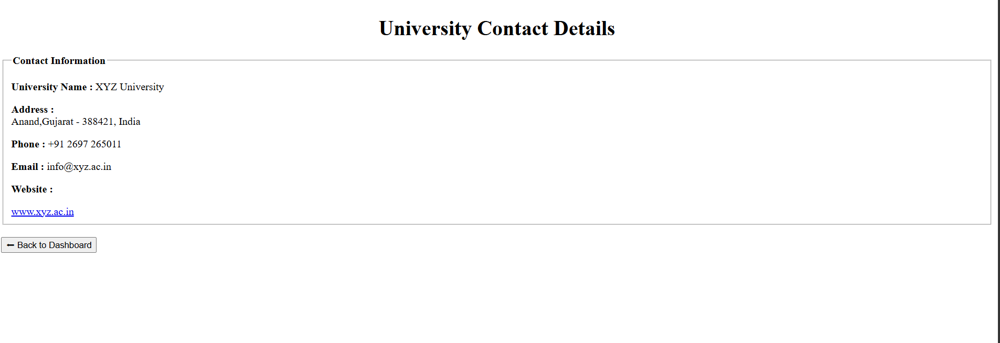 University Contact Details
Contact Information
University Name : XYZ University
Address :
Anand,Gujarat - 388421, India
Phone : +91 2697 265011
Email : info@xyz.ac.in
Website :
www.xyz.ac.in
← Back to Dashboard